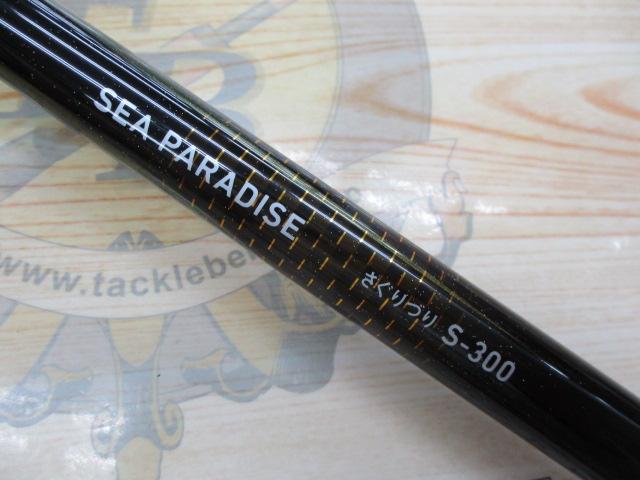 SEA PARADISE
さぐりづり S-300
www.tacklebe